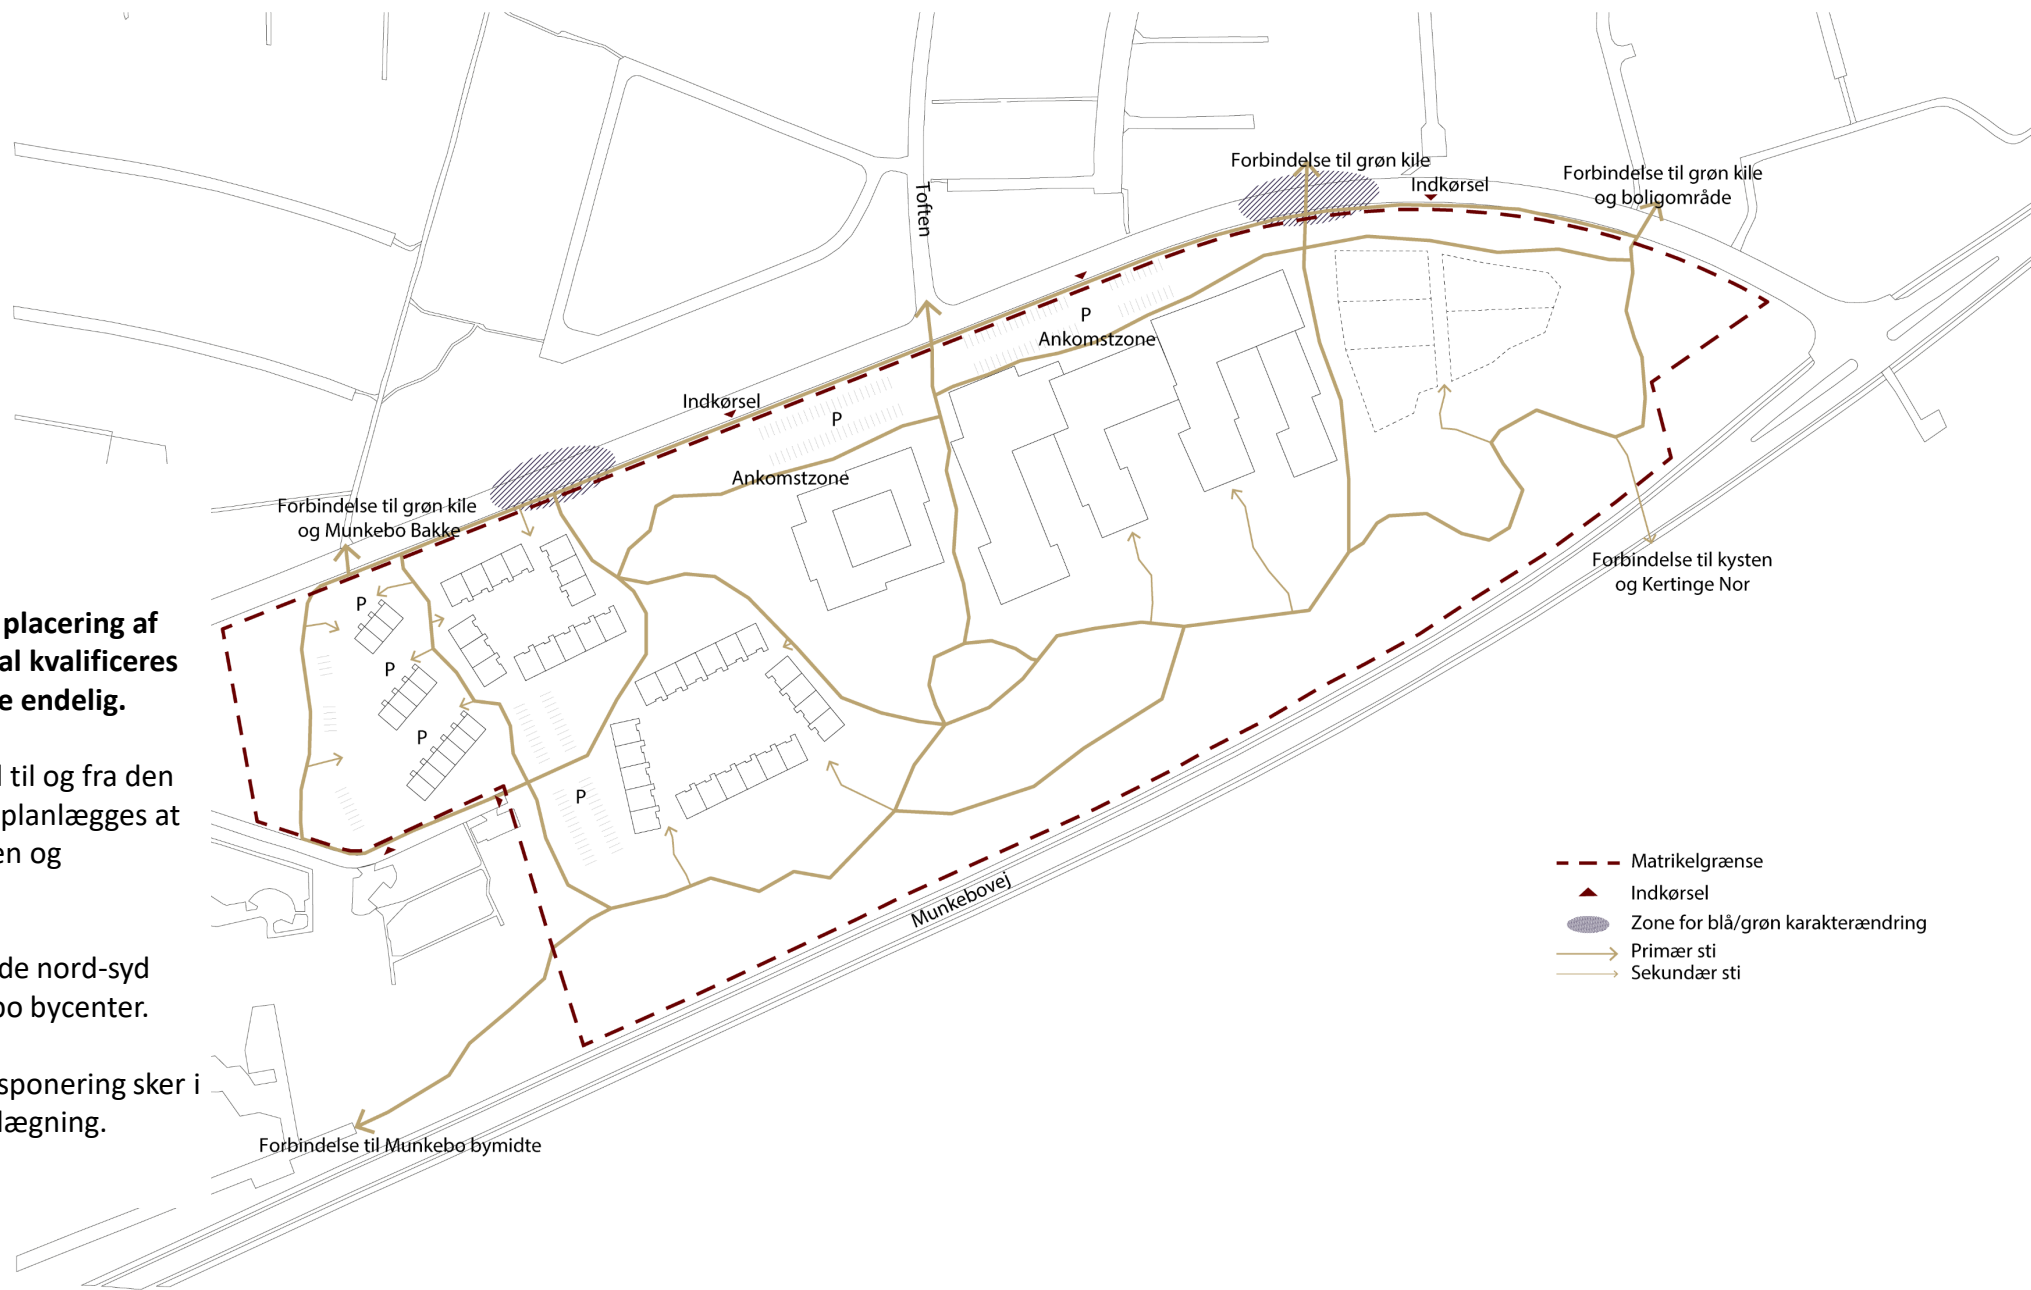 placering af
al kvalificeres
e endelig.
l til og fra den
planlægges at
en og
de nord-syd
bo bycenter.
sponering sker i
lægning.
Forbindelse til grøn kile
Indkørsel
Forbindelse til grøn kile
og boligområde
Toften
P
Ankomstzone
Indkørsel
P
Ankomstzone
Forbindelse til grøn kile
og Munkebo Bakke
P
P
P
P
Forbindelse til kysten
og Kertinge Nor
Munkebovej
Forbindelse til Munkebo bymidte
Matrikelgrænse
Indkørsel
Zone for blå/grøn karakterændring
Primær sti
Sekundær sti